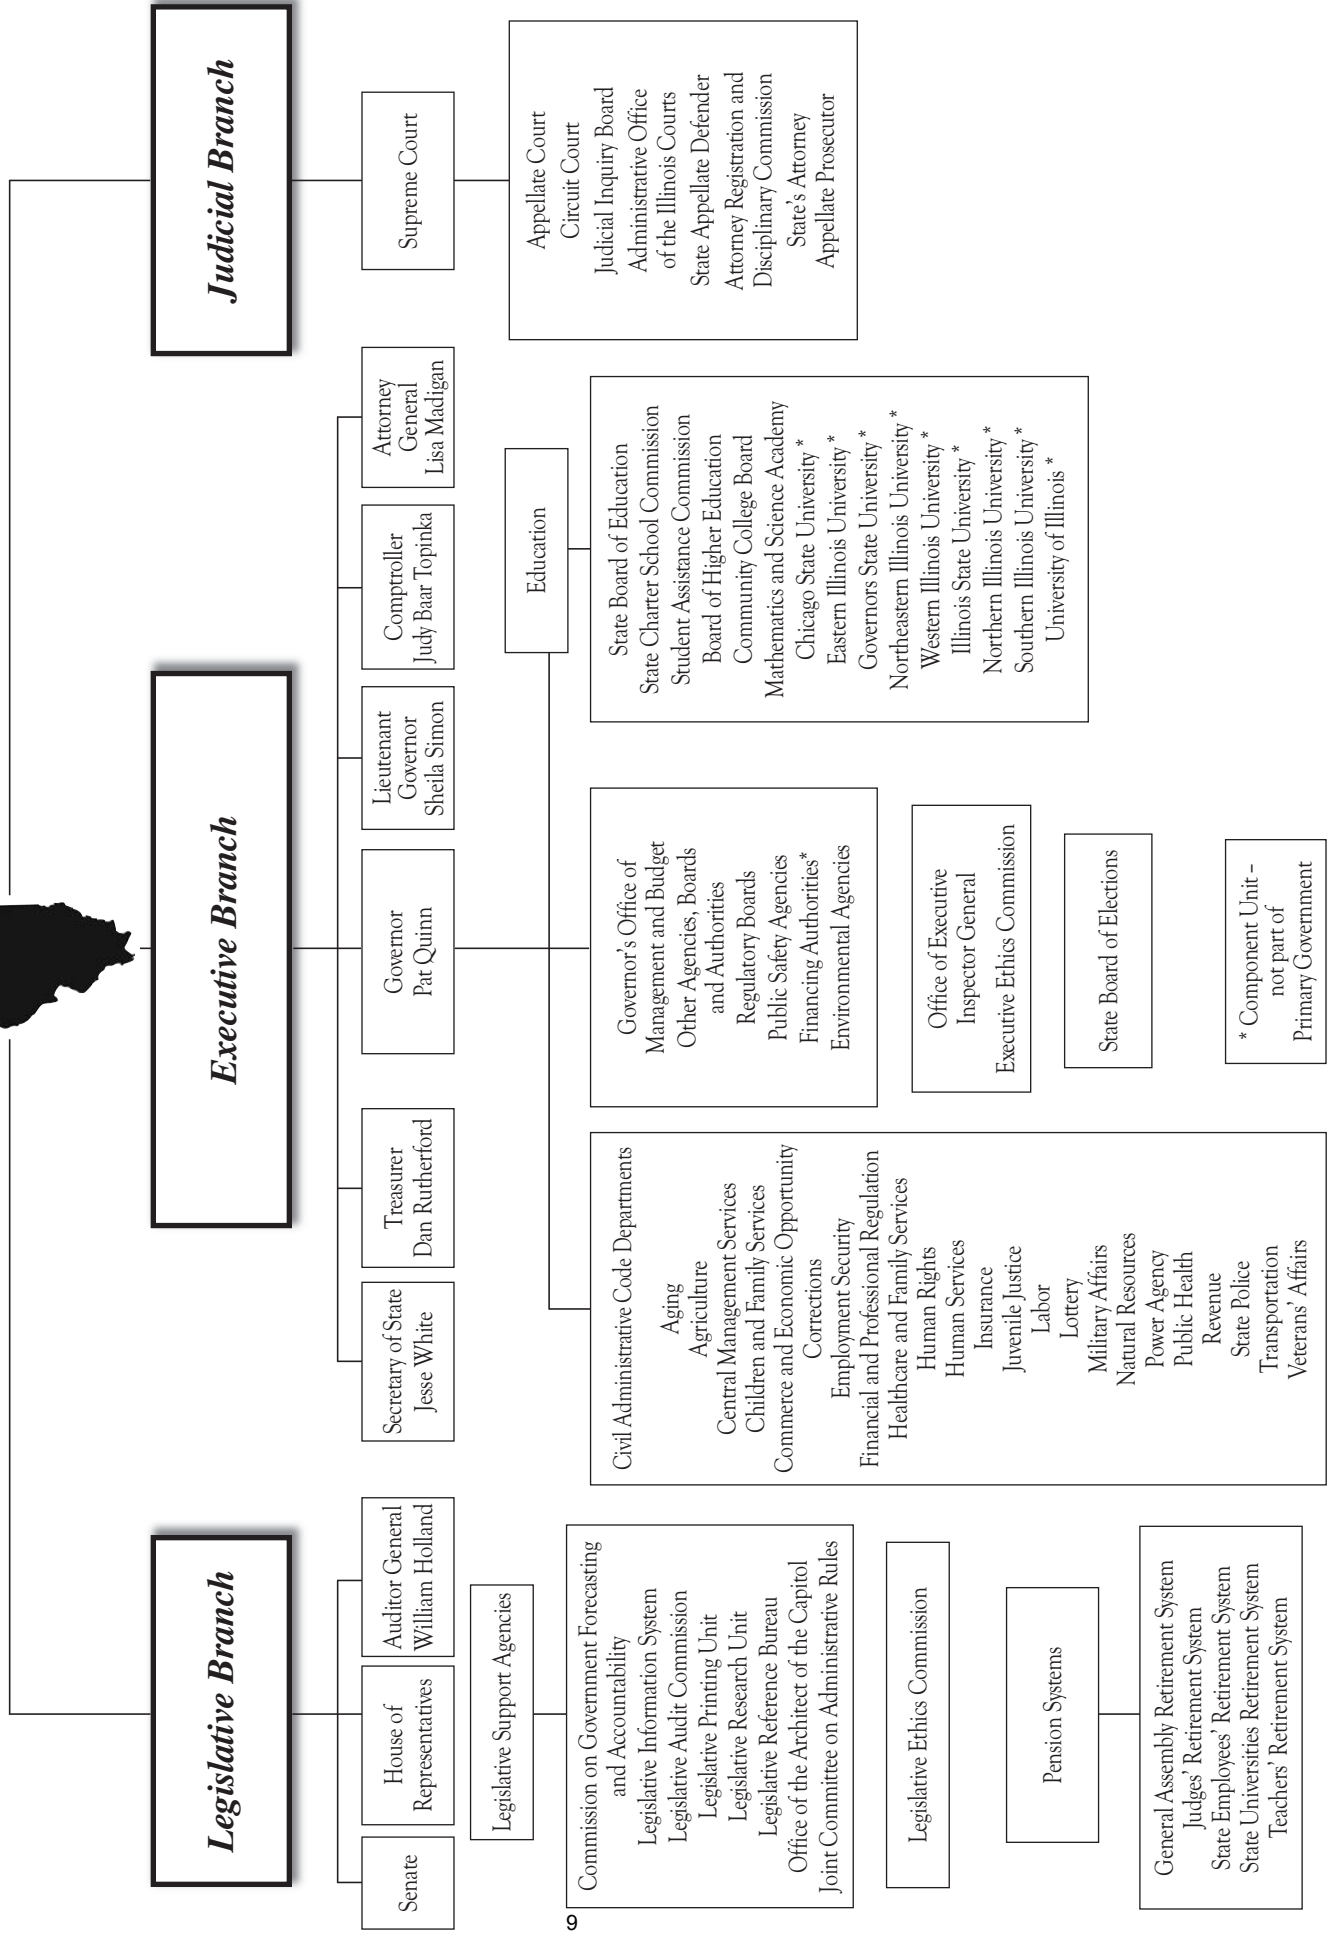 Legislative Branch
Executive Branch
Judicial Branch
Senate
House of
Representatives
Auditor General
William Holland
Secretary of State
Jesse White
Treasurer
Dan Rutherford
Governor
Pat Quinn
Lieutenant
Governor
Sheila Simon
Comptroller
Judy Baar Topinka
Attorney
General
Lisa Madigan
Supreme Court
Legislative Support Agencies
Commission on Government Forecasting
and Accountability
Legislative Information System
Legislative Audit Commission
Legislative Printing Unit
Legislative Research Unit
Legislative Reference Bureau
Office of the Architect of the Capitol
Joint Committee on Administrative Rules
Legislative Ethics Commission
Pension Systems
General Assembly Retirement System
Judges' Retirement System
State Employees' Retirement System
State Universities Retirement System
Teachers' Retirement System
Civil Administrative Code Departments
Aging
Agriculture
Central Management Services
Children and Family Services
Commerce and Economic Opportunity
Corrections
Employment Security
Financial and Professional Regulation
Healthcare and Family Services
Human Rights
Human Services
Insurance
Juvenile Justice
Labor
Lottery
Military Affairs
Natural Resources
Power Agency
Public Health
Revenue
State Police
Transportation
Veterans' Affairs
Governor's Office of
Management and Budget
Other Agencies, Boards
and Authorities
Regulatory Boards
Public Safety Agencies
Financing Authorities*
Environmental Agencies
Office of Executive
Inspector General
Executive Ethics Commission
State Board of Elections
* Component Unit –
not part of
Primary Government
Education
State Board of Education
State Charter School Commission
Student Assistance Commission
Board of Higher Education
Community College Board
Mathematics and Science Academy
Chicago State University *
Eastern Illinois University *
Governors State University *
Northeastern Illinois University *
Western Illinois University *
Illinois State University *
Northern Illinois University *
Southern Illinois University *
University of Illinois *
Appellate Court
Circuit Court
Judicial Inquiry Board
Administrative Office
of the Illinois Courts
State Appellate Defender
Attorney Registration and
Disciplinary Commission
State's Attorney
Appellate Prosecutor
9